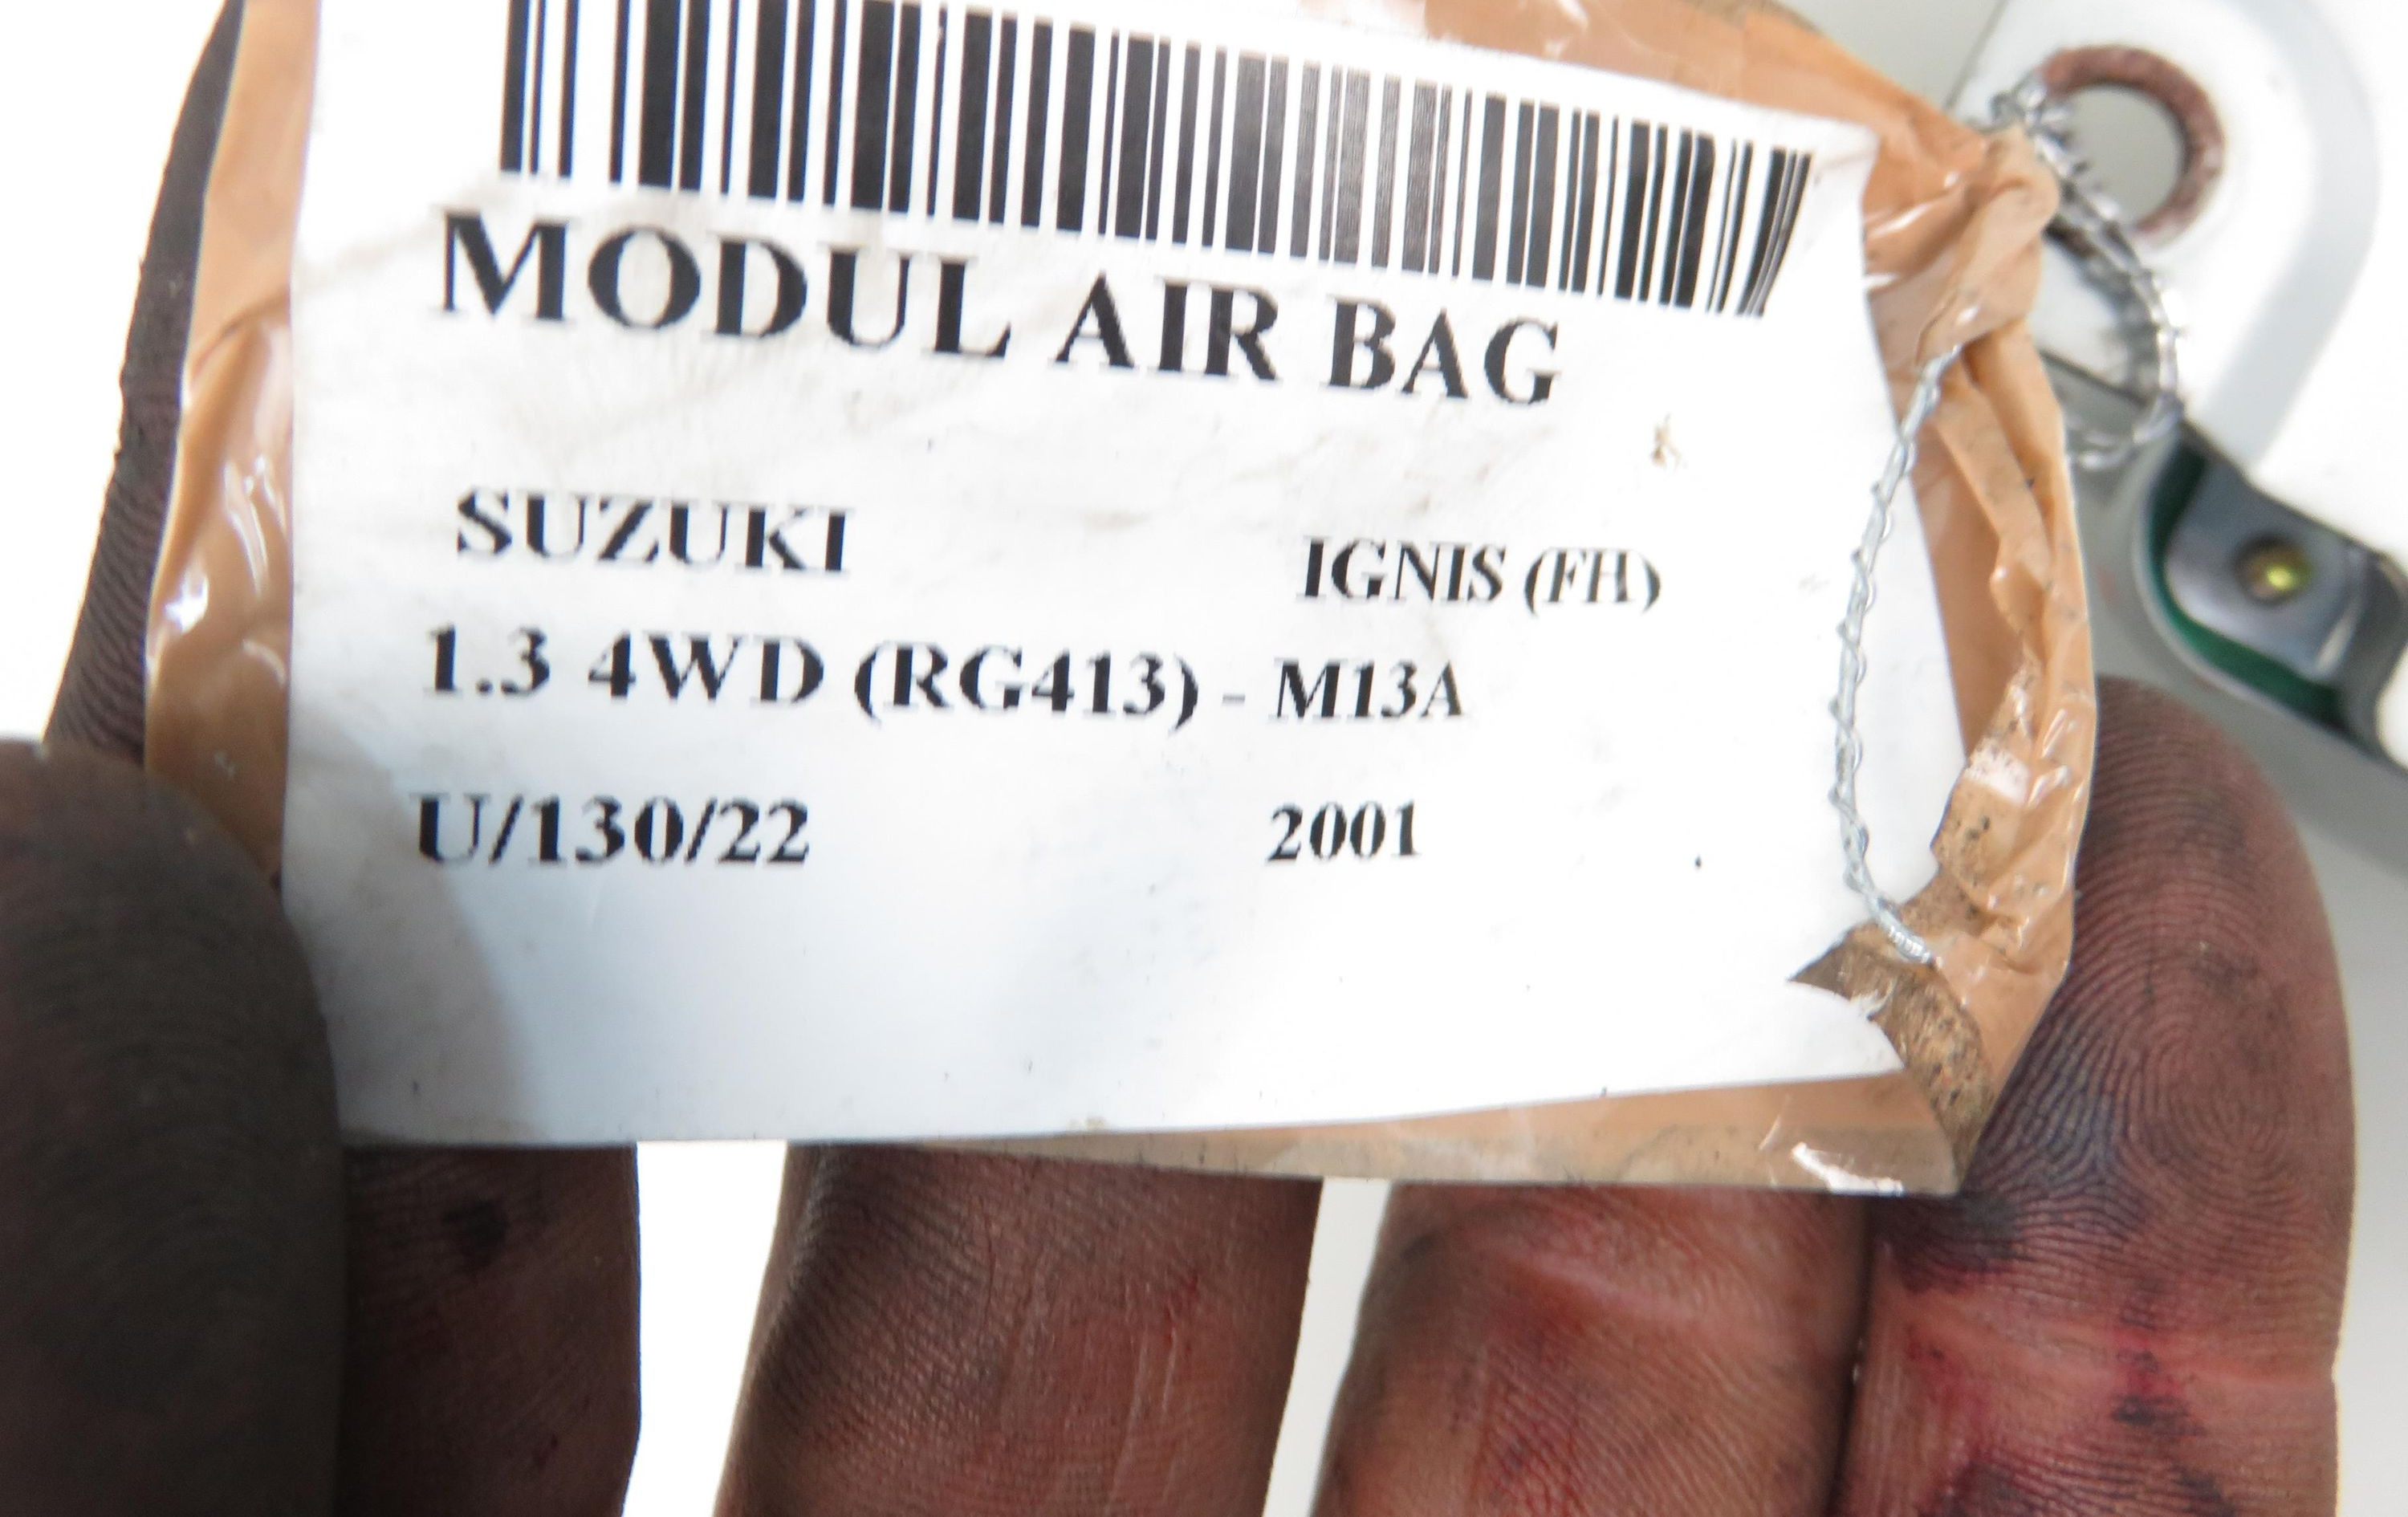 MODUL AIR BAG
SUZUKI IGNIS (FH)
1.3 4WD (RG413) - M13A
U/130/22 2001